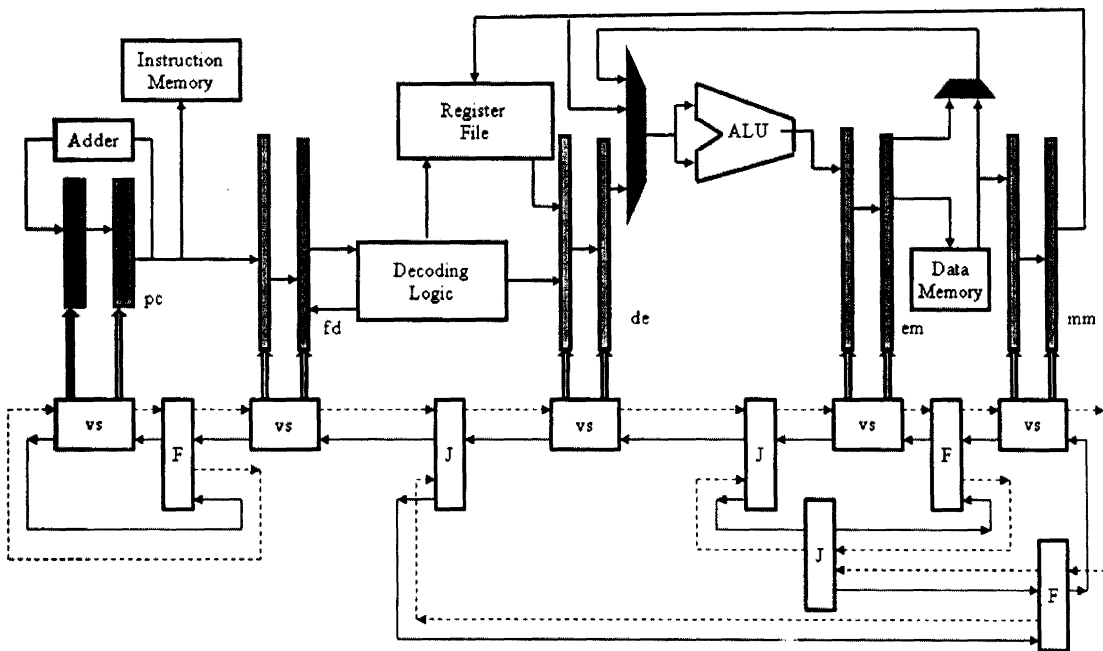 Instruction
Memory
Adder
Register
File
ALU
pc
Decoding
Logic
fd
de
em
Data
Memory
mm
vs
F
vs
J
vs
J
vs
F
vs
J
F